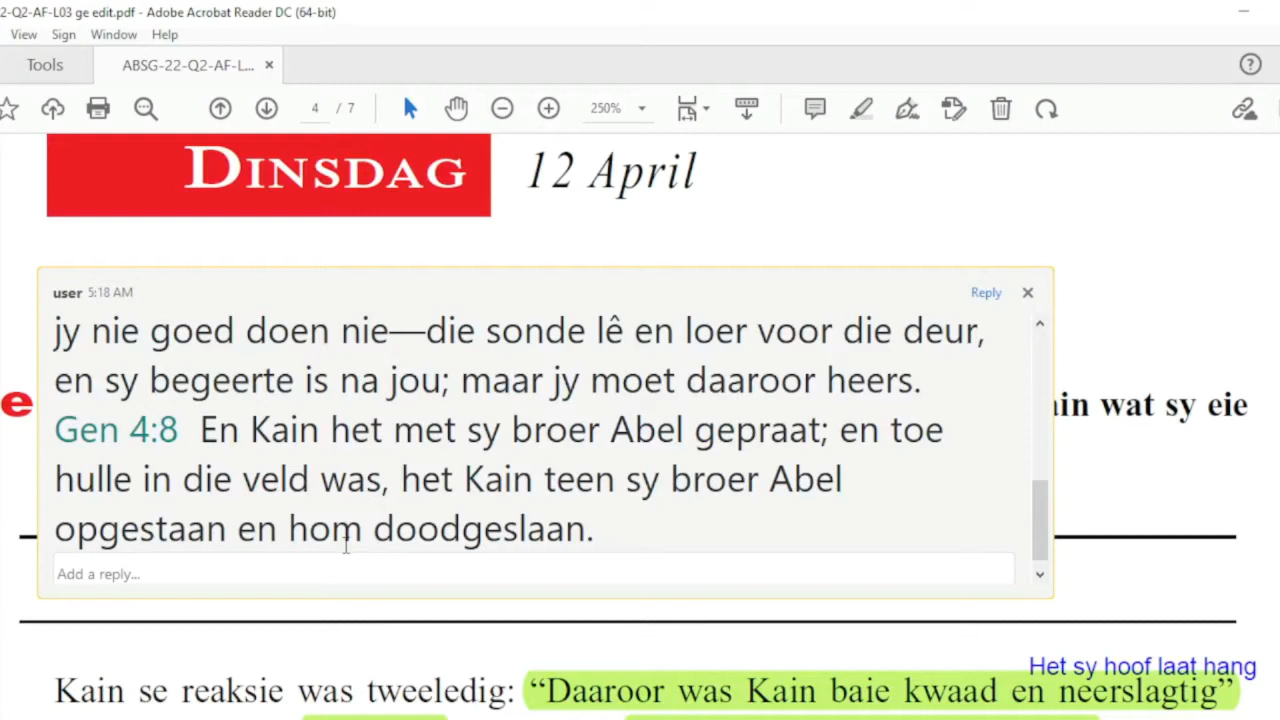 2-Q2-AF-L03 ge edit.pdf - Adobe Acrobat Reader DC (64-bit)
View Sign Window Help
Tools ABSG-22-Q2-AF-L... ×
4 / 7 250%
DINSDAG 12 April
user 5:18 AM Reply
jy nie goed doen nie—die sonde lê en loer voor die deur,
en sy begeerte is na jou; maar jy moet daaroor heers.
Gen 4:8 En Kain het met sy broer Abel gepraat; en toe
hulle in die veld was, het Kain teen sy broer Abel
opgestaan en hom doodgeslaan.
Add a reply...
e wat sy eie
Het sy hoof laat hang
Kain se reaksie was tweeledig: “Daaroor was Kain baie kwaad en neerslagtig”